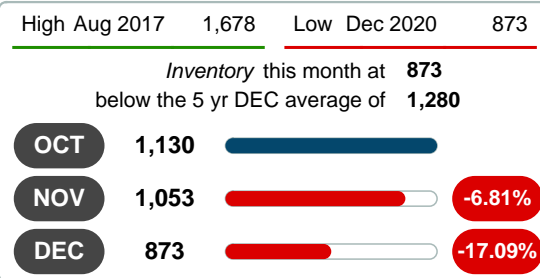 High Aug 2017 1,678 Low Dec 2020 873
Inventory this month at 873
below the 5 yr DEC average of 1,280
OCT 1,130
NOV 1,053 -6.81%
DEC 873 -17.09%